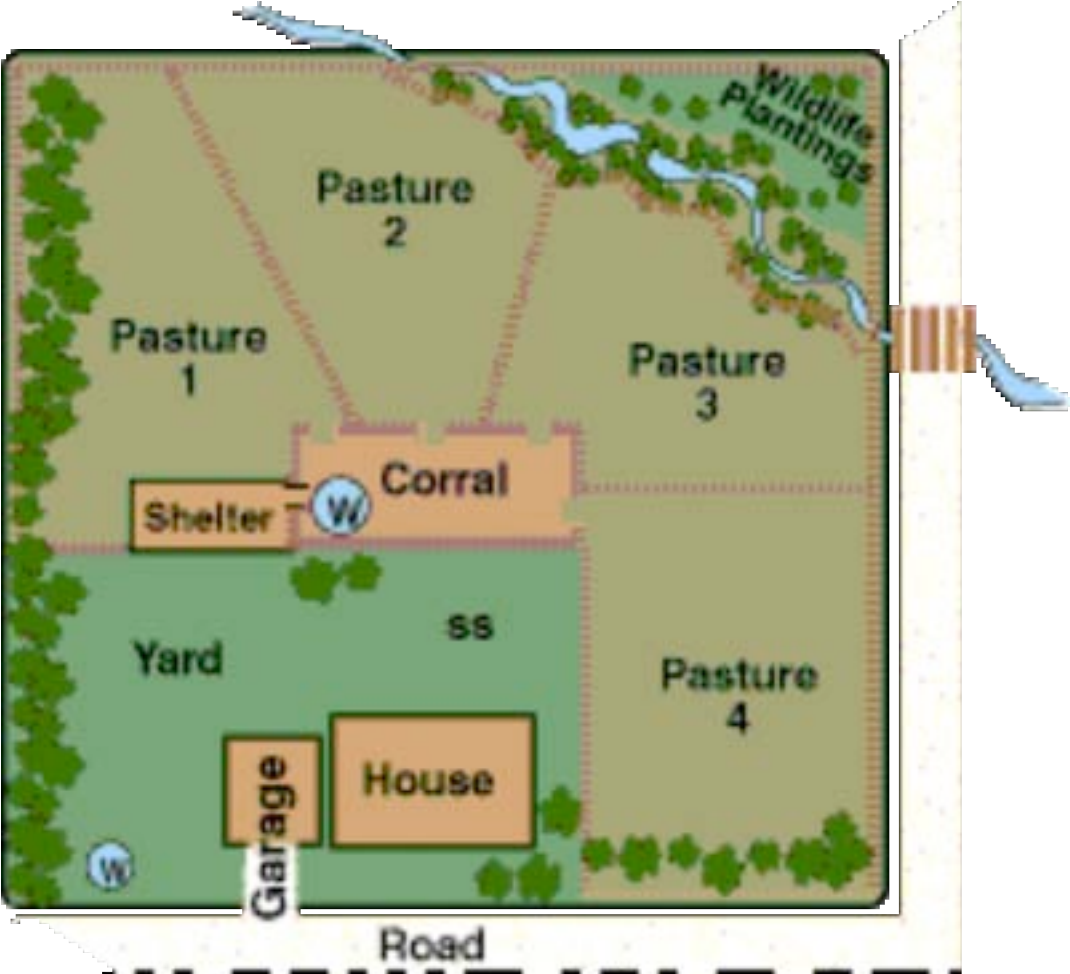 Wildlife
Plantings
Pasture
2
Pasture
1
Pasture
3
Corral
Shelter
W
ss
Yard
Pasture
4
House
Garage
W
Road